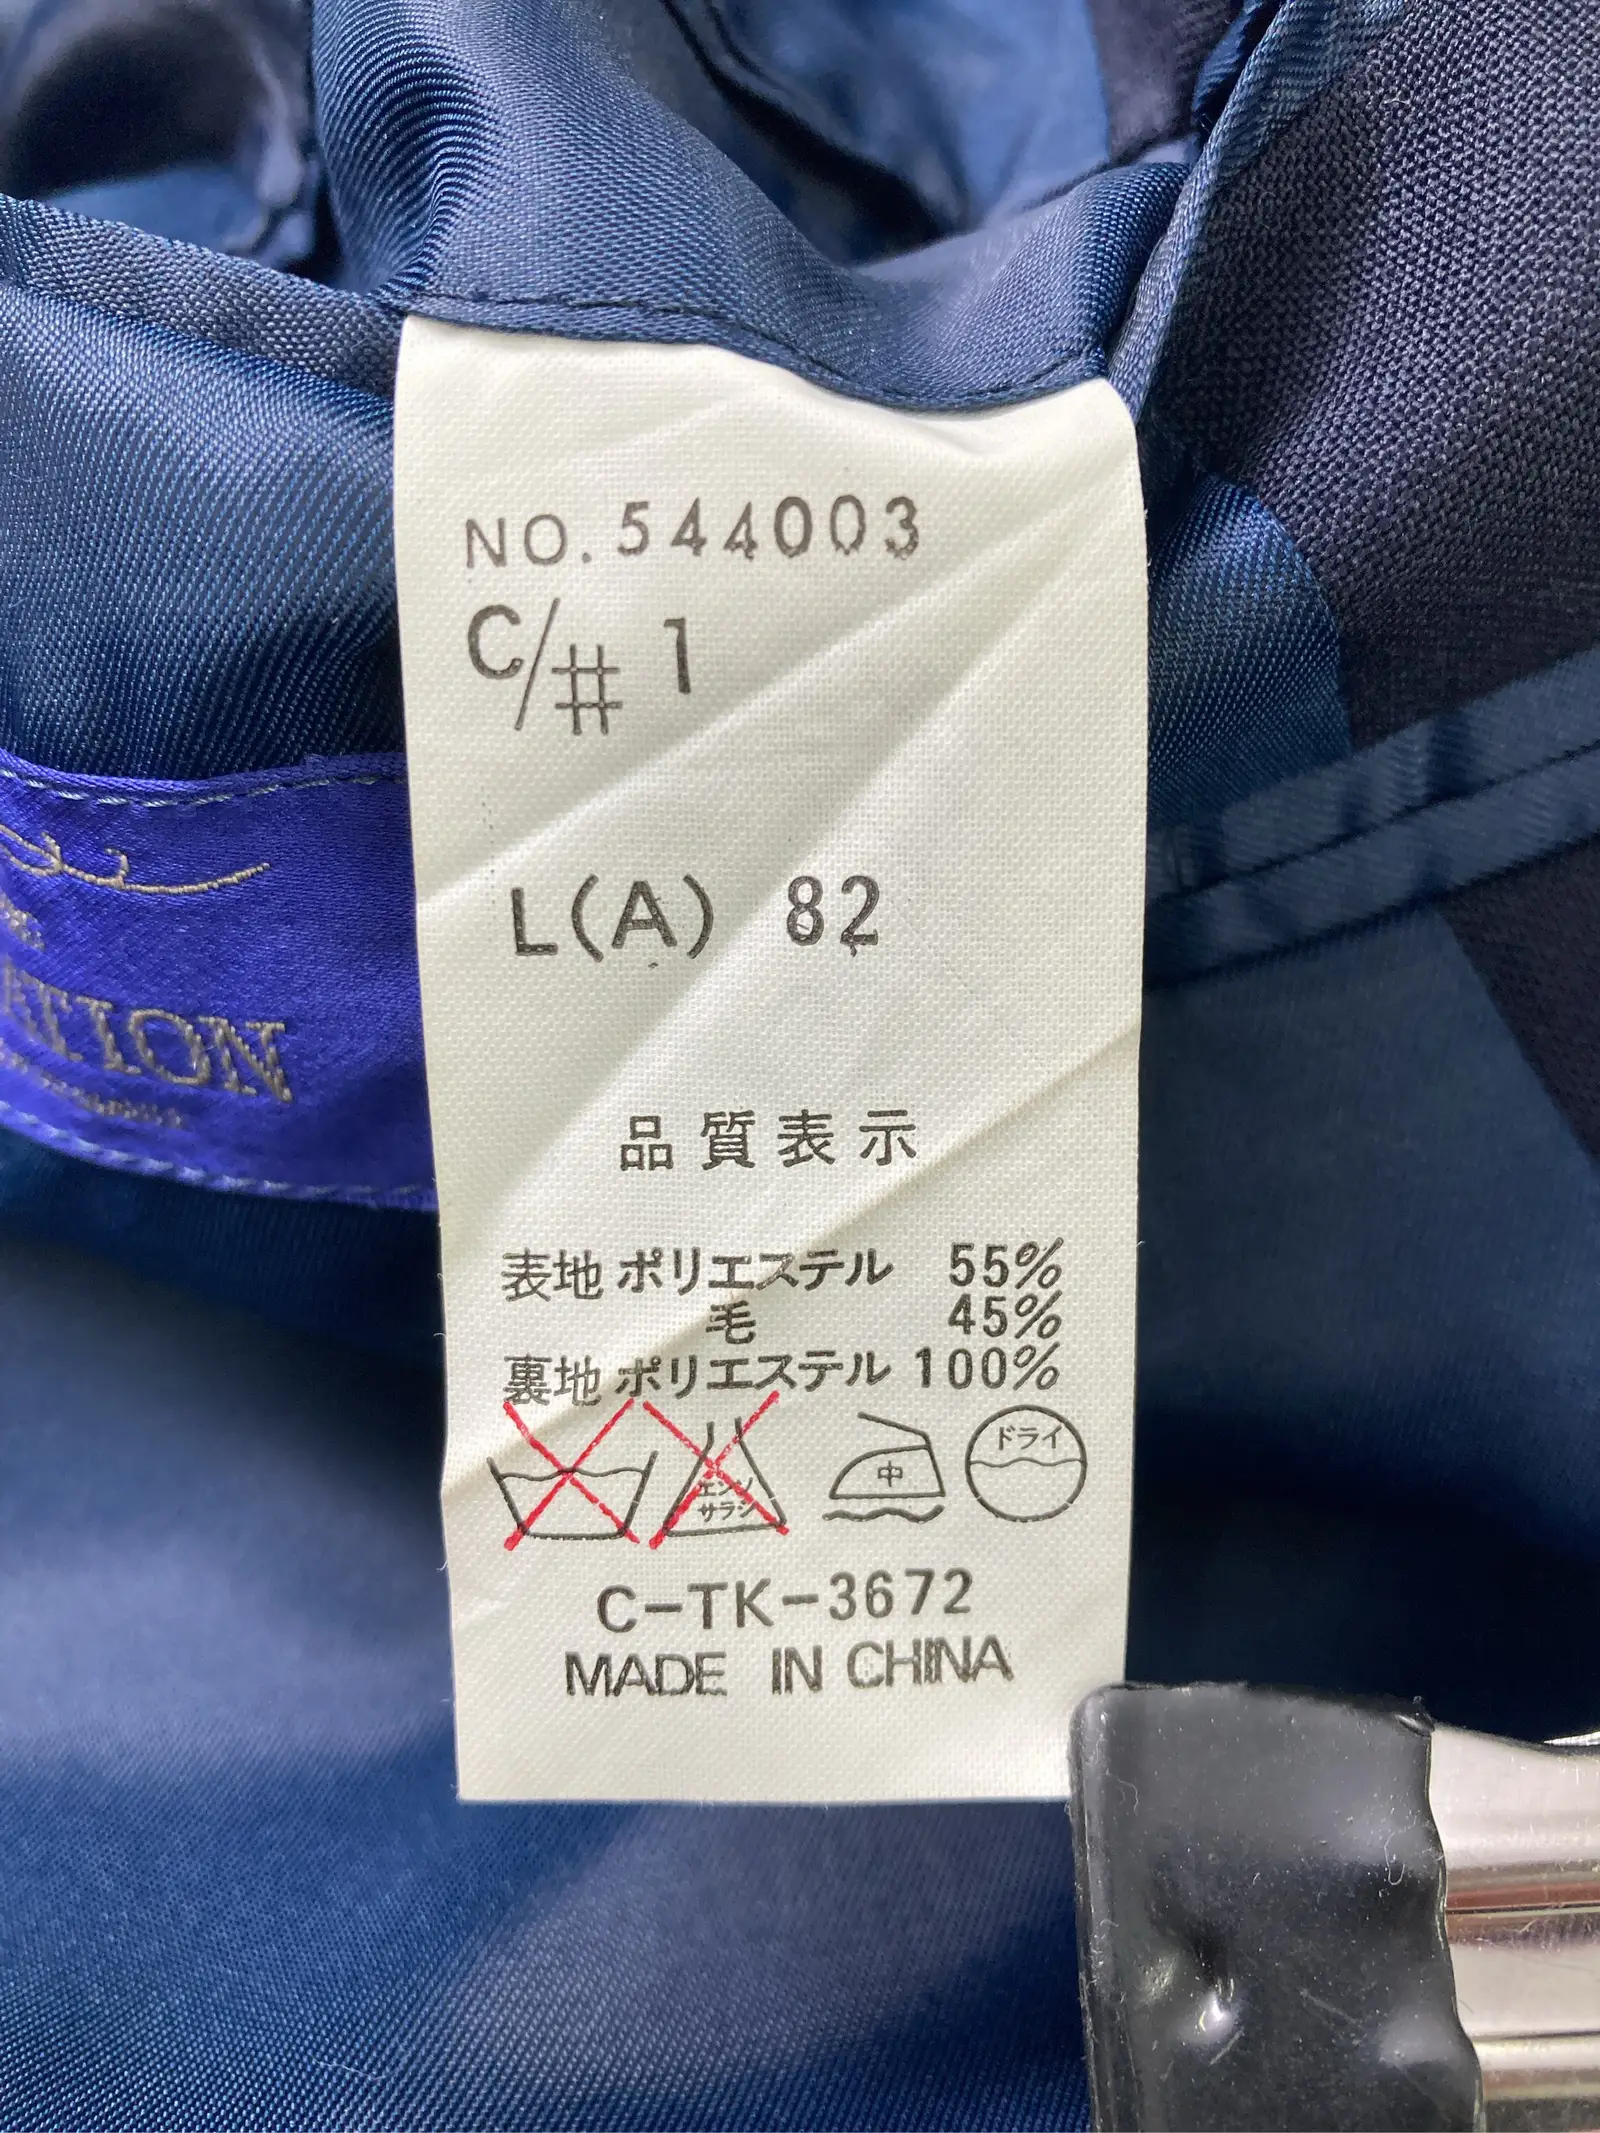 NO. 544003
C/# 1
L(A) 82
ATION
品質表示
表地 ポリエステル 55%
毛 45%
裏地 ポリエステル 100%
エンソ
サラシ
中
ドライ
C-TK-3672
MADE IN CHINA